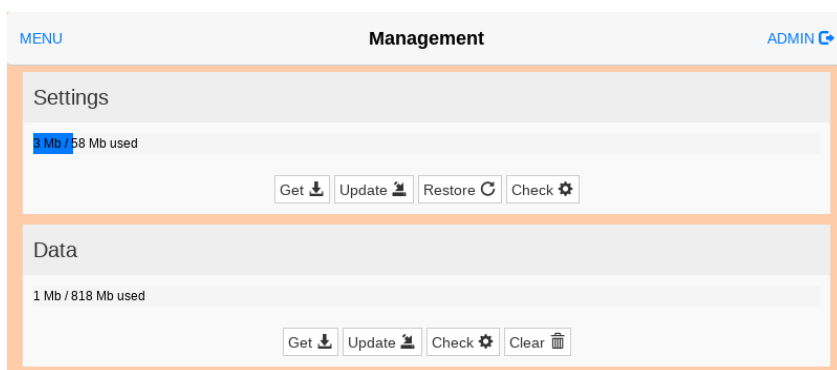 MENU Management ADMIN
Settings
3 Mb / 58 Mb used
Get Update Restore Check
Data
1 Mb / 818 Mb used
Get Update Check Clear